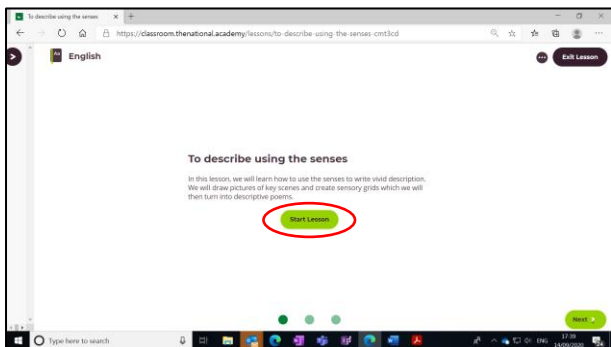 To describe using the senses
https://classroom.thenational.academy/lessons/to-describe-using-the-senses-cmt3cd
Aa
English
Exit Lesson
To describe using the senses
In this lesson, we will learn how to use the senses to write vivid description.
We will draw pictures of key scenes and create sensory grids which we will
then turn into descriptive poems.
Start Lesson
Next
Type here to search
ENG
17:39
14/09/2020
24